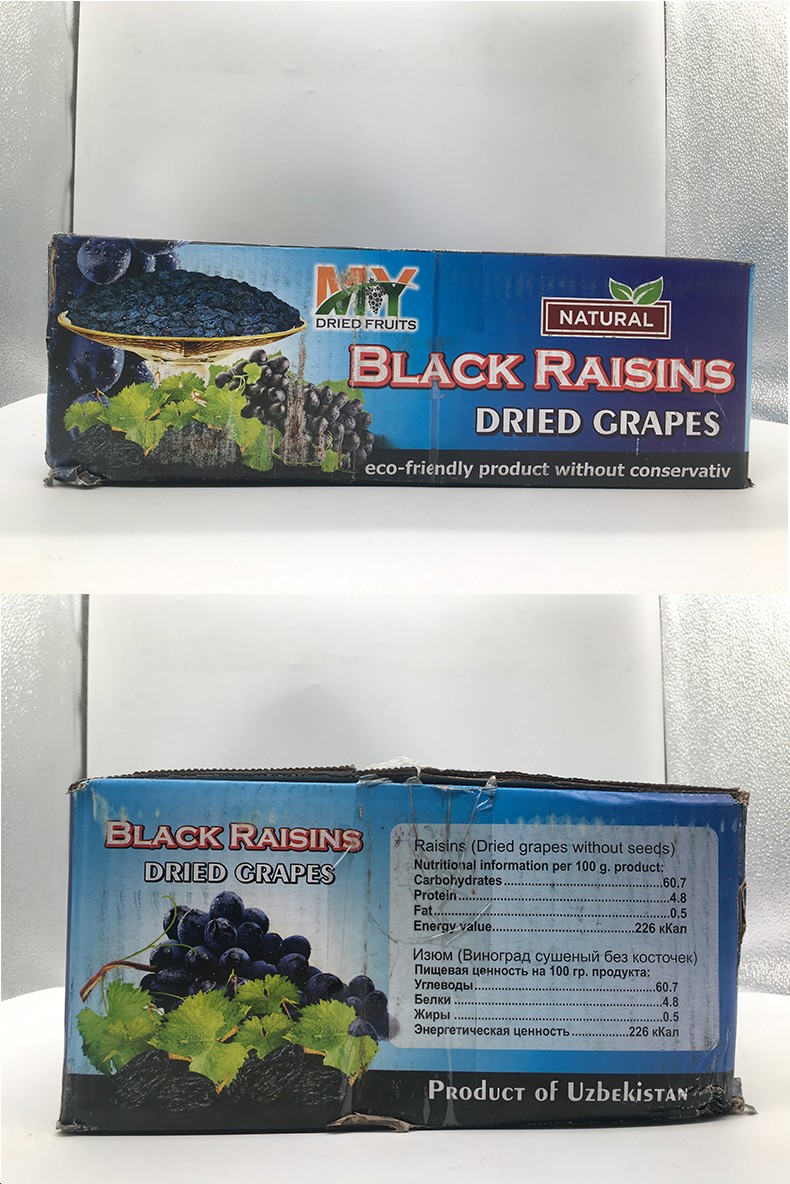 MY
DRIED FRUITS
NATURAL
BLACK RAISINS
DRIED GRAPES
eco-friendly product without conservativ
BLACK RAISINS
DRIED GRAPES
Raisins (Dried grapes without seeds)
Nutritional information per 100 g. product:
Carbohydrates....................................60.7
Protein................................................4.8
Fat.......................................................0.5
Energy value................................226 кКал
Изюм (Виноград сушеный без косточек)
Пищевая ценность на 100 гр. продукта:
Углеводы..........................................60.7
Белки..................................................4.8
Жиры..................................................0.5
Энергетическая ценность.................226 кКал
PRODUCT OF UZBEKISTAN